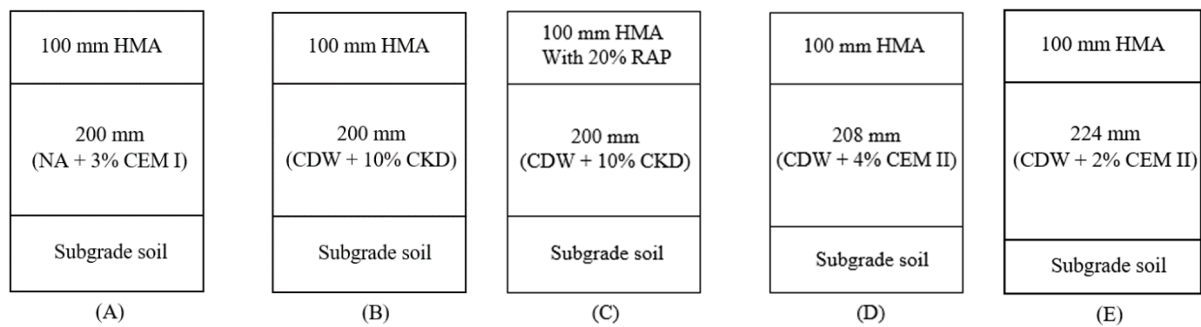 100 mm HMA
200 mm
(NA + 3% CEM I)
Subgrade soil
(A)
100 mm HMA
200 mm
(CDW + 10% CKD)
Subgrade soil
(B)
100 mm HMA
With 20% RAP
200 mm
(CDW + 10% CKD)
Subgrade soil
(C)
100 mm HMA
208 mm
(CDW + 4% CEM II)
Subgrade soil
(D)
100 mm HMA
224 mm
(CDW + 2% CEM II)
Subgrade soil
(E)